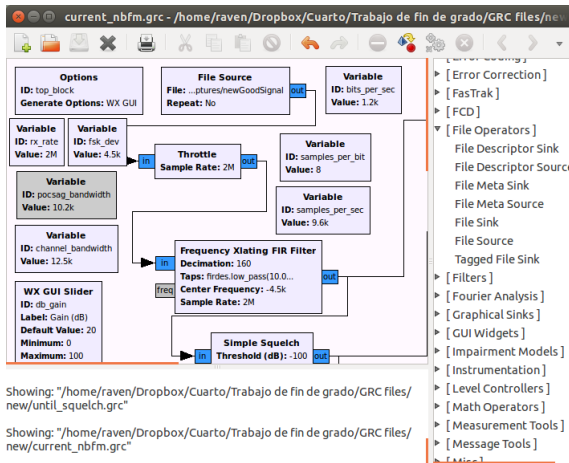 current_nbfm.grc - /home/raven/Dropbox/Cuarto/Trabajo de fin de grado/GRC files/new
Options
ID: top_block
Generate Options: WX GUI
File Source
File: ...ptures/newGoodSignal
Repeat: No
out
Variable
ID: bits_per_sec
Value: 1.2k
Variable
ID: rx_rate
Value: 2M
Variable
ID: fsk_dev
Value: 4.5k
in
Throttle
Sample Rate: 2M
out
Variable
ID: samples_per_bit
Value: 8
Variable
ID: pocsag_bandwidth
Value: 10.2k
Variable
ID: samples_per_sec
Value: 9.6k
Variable
ID: channel_bandwidth
Value: 12.5k
in
freq
Frequency Xlating FIR Filter
Decimation: 160
Taps: firdes.low_pass(10.0...
Center Frequency: -4.5k
Sample Rate: 2M
out
WX GUI Slider
ID: db_gain
Label: Gain (dB)
Default Value: 20
Minimum: 0
Maximum: 100
in
Simple Squelch
Threshold (dB): -100
out
[ Error Coding ]
[ Error Correction ]
[ FasTrak ]
[ FCD ]
[ File Operators ]
File Descriptor Sink
File Descriptor Source
File Meta Sink
File Meta Source
File Sink
File Source
Tagged File Sink
[ Filters ]
[ Fourier Analysis ]
[ Graphical Sinks ]
[ GUI Widgets ]
[ Impairment Models ]
[ Instrumentation ]
[ Level Controllers ]
[ Math Operators ]
[ Measurement Tools ]
[ Message Tools ]
[ Misc ]
Showing: "/home/raven/Dropbox/Cuarto/Trabajo de fin de grado/GRC files/
new/until_squelch.grc"
Showing: "/home/raven/Dropbox/Cuarto/Trabajo de fin de grado/GRC files/
new/current_nbfm.grc"